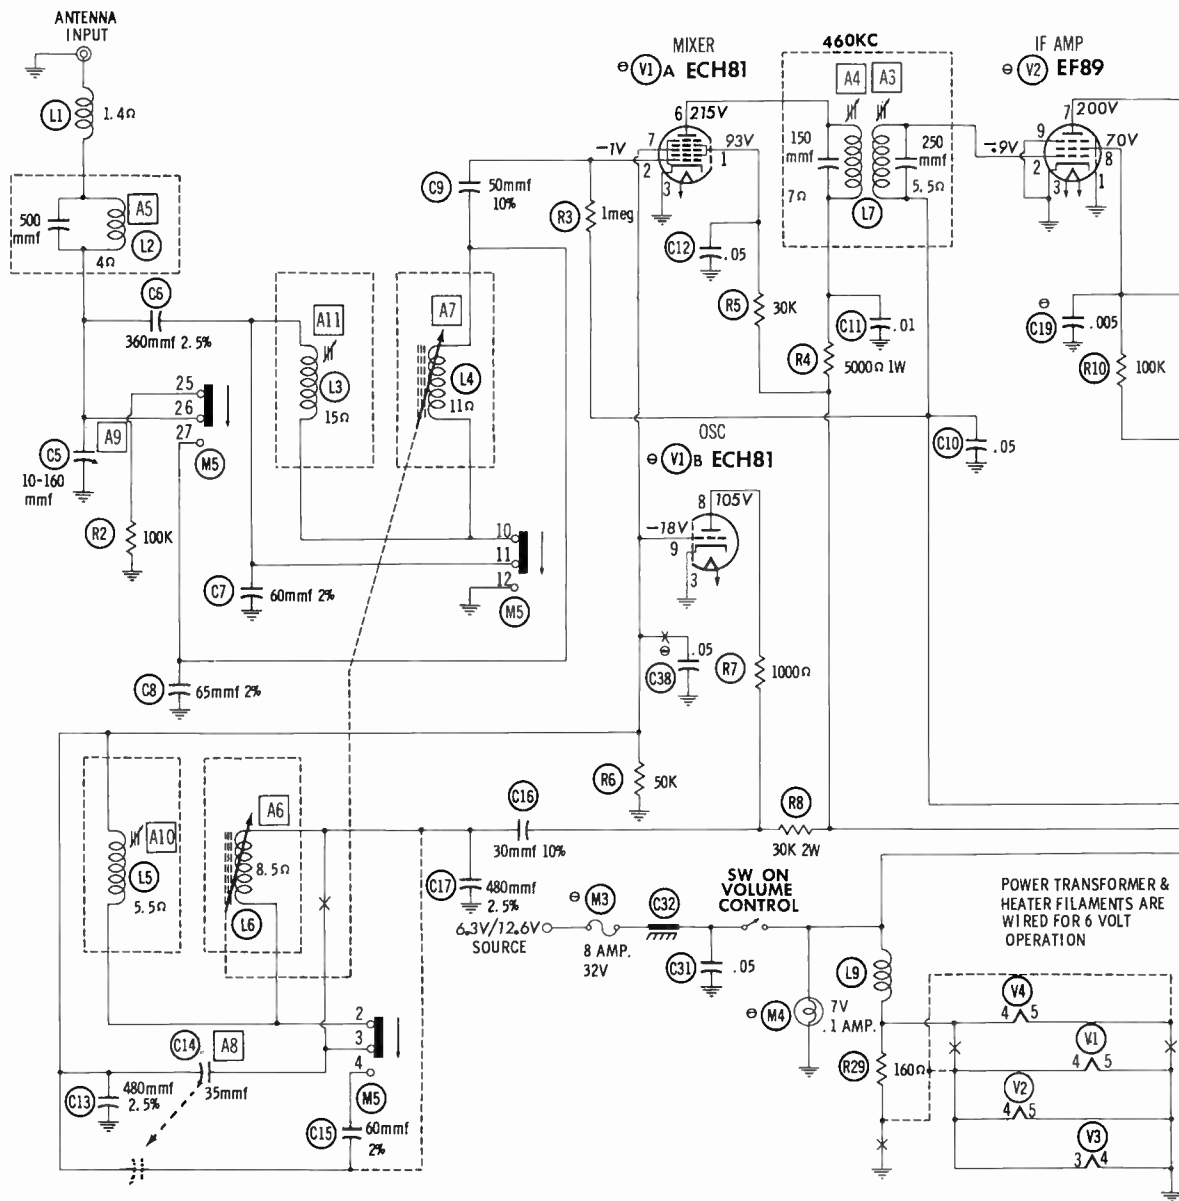 ANTENNA
INPUT
L1
1.4Ω
500
mmf
A5
L2
4Ω
C6
360mmf 2.5%
25
26
27
A9
M5
C5
10-160
mmf
R2
100K
C7
60mmf 2%
C8
65mmf 2%
A11
L3
15Ω
A7
L4
11Ω
10
11
12
M5
C9
50mmf
10%
R3
1meg
MIXER
V1 A ECH81
6
215V
-1V
7
2
3
1
93V
C12
.05
R5
30K
460KC
A4
A3
150
mmf
7Ω
250
mmf
5.5Ω
L7
C11
.01
R4
5000Ω 1W
C10
.05
IF AMP
V2 EF89
7
200V
-.9V
9
2
3
70V
8
1
C19
.005
R10
100K
OSC
V1 B ECH81
8
105V
-18V
9
3
C38
.05
R7
1000Ω
R6
50K
R8
30K 2W
C16
30mmf 10%
C17
480mmf
2.5%
A10
L5
5.5Ω
A6
8.5Ω
L6
2
3
4
M5
C14
A8
35mmf
C13
480mmf
2.5%
C15
60mmf
2%
6.3V/12.6V
SOURCE
M3
8 AMP.
32V
C32
C31
.05
SW ON
VOLUME
CONTROL
M4
7V
.1 AMP.
L9
R29
160Ω
POWER TRANSFORMER &
HEATER FILAMENTS ARE
WIRED FOR 6 VOLT
OPERATION
V4
4 5
V1
4 5
V2
4 5
V3
3 4